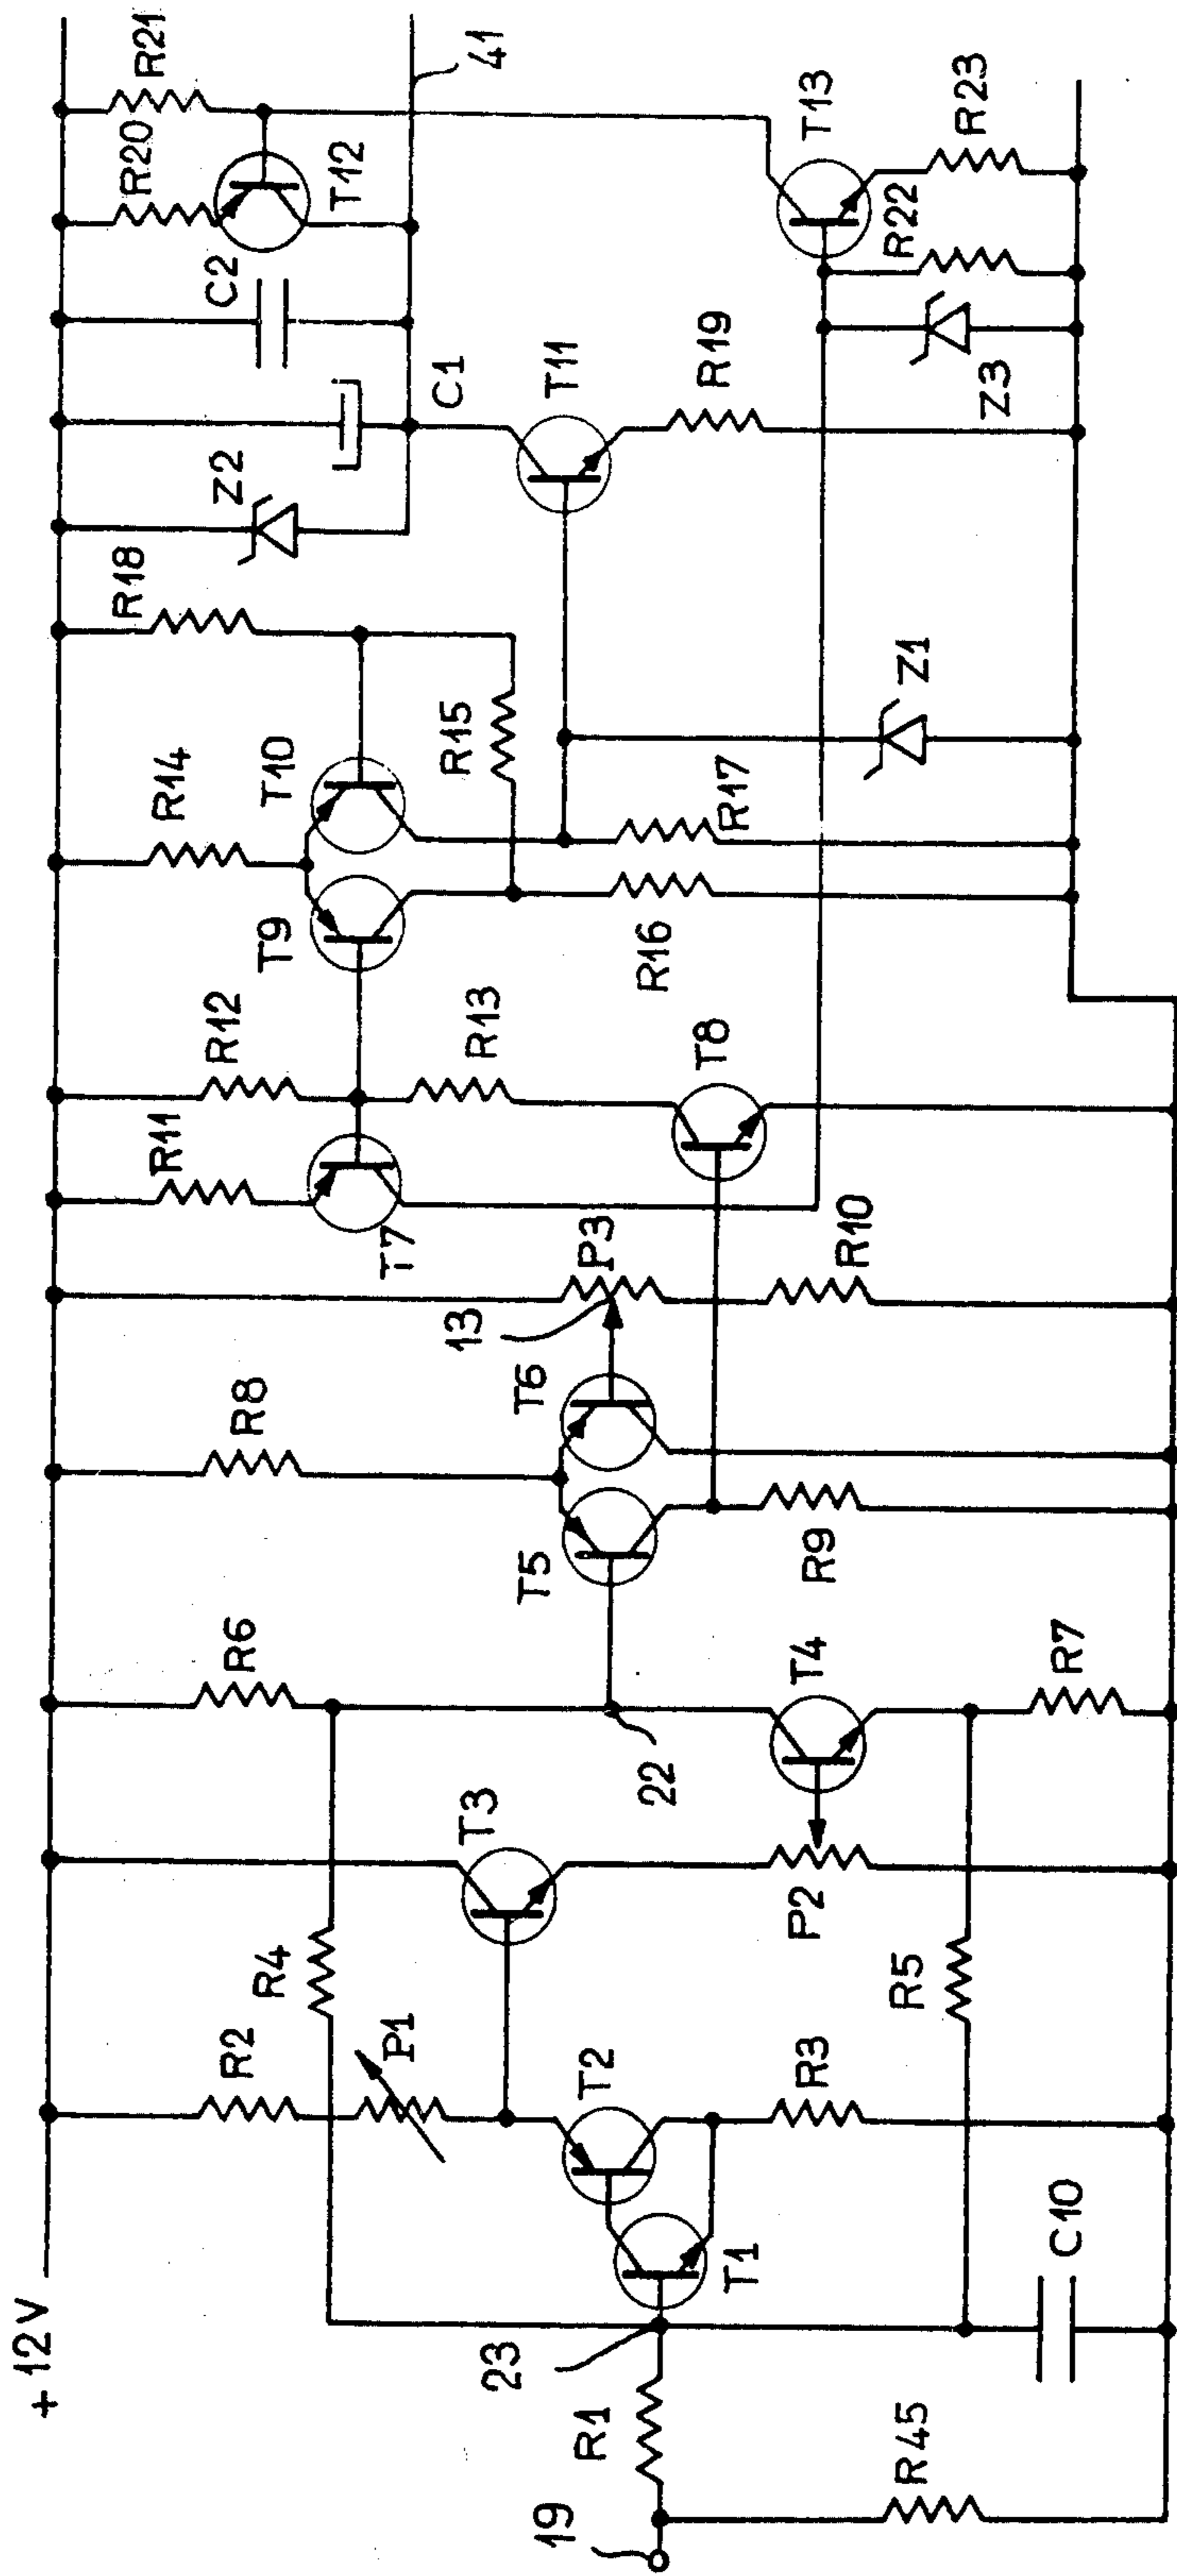 + 12V
R21
R20
T12
41
C2
C1
Z2
R18
R14
T10
T9
R15
T11
R19
T13
R23
R22
Z3
Z1
R17
R16
R12
R11
R13
T7
T8
P3
13
R10
R8
T6
T5
R9
R6
22
T4
R7
T3
P2
R4
R2
P1
T2
R3
R5
T1
23
C10
R1
R45
19